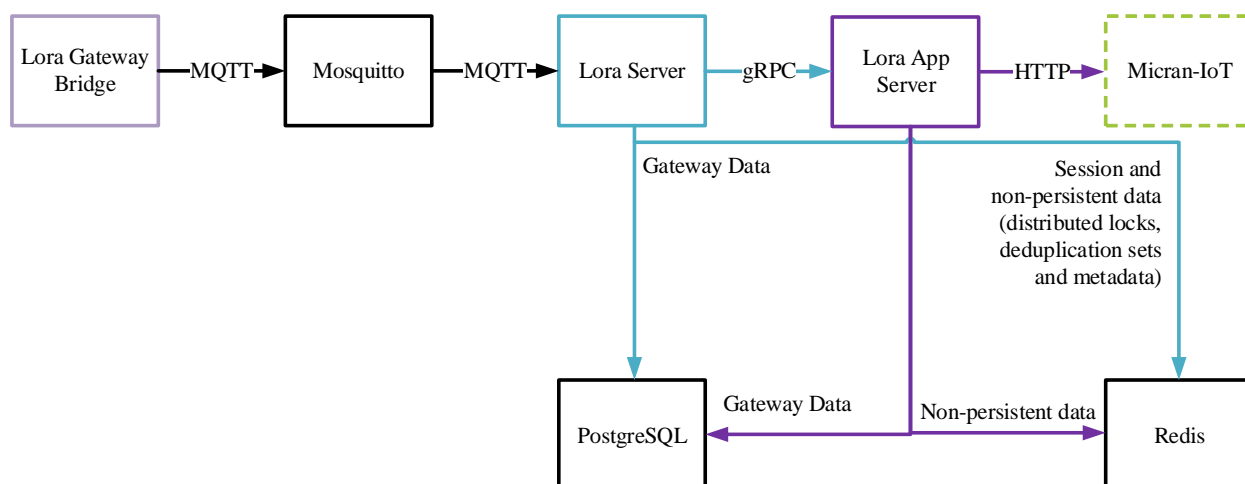 Lora Gateway
Bridge
MQTT
Mosquitto
MQTT
Lora Server
gRPC
Lora App
Server
HTTP
Micran-IoT
Gateway Data
Session and
non-persistent data
(distributed locks,
deduplication sets
and metadata)
PostgreSQL
Gateway Data
Non-persistent data
Redis